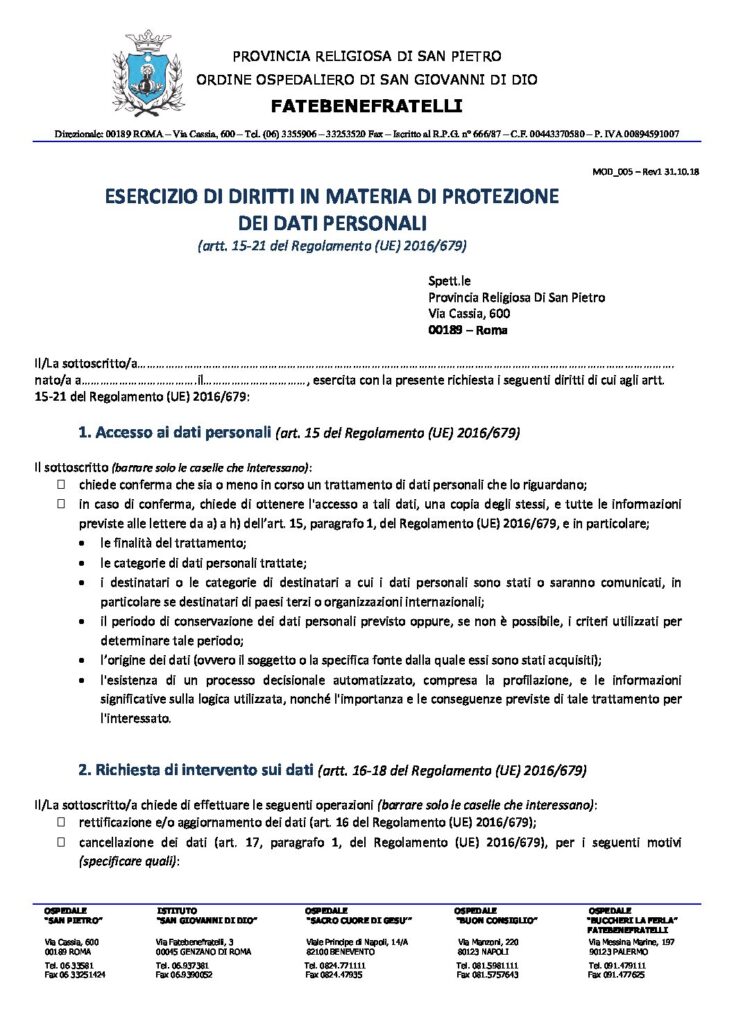 PROVINCIA RELIGIOSA DI SAN PIETRO
ORDINE OSPEDALIERO DI SAN GIOVANNI DI DIO
FATEBENEFRATELLI
Direzionale: 00189 ROMA – Via Cassia, 600 – Tel. (06) 3355906 – 33253520 Fax – Iscritto al R.P.G. n° 666/87 – C.F. 00443370580 – P. IVA 00894591007
MOD_005 – Rev1 31.10.18
ESERCIZIO DI DIRITTI IN MATERIA DI PROTEZIONE
DEI DATI PERSONALI
(artt. 15-21 del Regolamento (UE) 2016/679)
Spett.le
Provincia Religiosa Di San Pietro
Via Cassia, 600
00189 – Roma
Il/La sottoscritto/a……………………………………………………………………………………………………………………………………
nato/a a……………………………il…………………………, esercita con la presente richiesta i seguenti diritti di cui agli artt.
15-21 del Regolamento (UE) 2016/679:
1. Accesso ai dati personali (art. 15 del Regolamento (UE) 2016/679)
Il sottoscritto (barrare solo le caselle che interessano):
☐ chiede conferma che sia o meno in corso un trattamento di dati personali che lo riguardano;
☐ in caso di conferma, chiede di ottenere l'accesso a tali dati, una copia degli stessi, e tutte le informazioni
previste alle lettere da a) a h) dell’art. 15, paragrafo 1, del Regolamento (UE) 2016/679, e in particolare;
• le finalità del trattamento;
• le categorie di dati personali trattate;
• i destinatari o le categorie di destinatari a cui i dati personali sono stati o saranno comunicati, in
particolare se destinatari di paesi terzi o organizzazioni internazionali;
• il periodo di conservazione dei dati personali previsto oppure, se non è possibile, i criteri utilizzati per
determinare tale periodo;
• l’origine dei dati (ovvero il soggetto o la specifica fonte dalla quale essi sono stati acquisiti);
• l'esistenza di un processo decisionale automatizzato, compresa la profilazione, e le informazioni
significative sulla logica utilizzata, nonché l'importanza e le conseguenze previste di tale trattamento per
l'interessato.
2. Richiesta di intervento sui dati (artt. 16-18 del Regolamento (UE) 2016/679)
Il/La sottoscritto/a chiede di effettuare le seguenti operazioni (barrare solo le caselle che interessano):
☐ rettificazione e/o aggiornamento dei dati (art. 16 del Regolamento (UE) 2016/679);
☐ cancellazione dei dati (art. 17, paragrafo 1, del Regolamento (UE) 2016/679), per i seguenti motivi
(specificare quali):
OSPEDALE
"SAN PIETRO"
Via Cassia, 600
00189 ROMA
Tel. 06 33581
Fax 06 33251424
ISTITUTO
"SAN GIOVANNI DI DIO"
Via Fatebenefratelli, 3
00045 GENZANO DI ROMA
Tel. 06.937381
Fax 06.9390052
OSPEDALE
"SACRO CUORE DI GESU'"
Viale Principe di Napoli, 14/A
82100 BENEVENTO
Tel. 0824.771111
Fax 0824.47935
OSPEDALE
"BUON CONSIGLIO"
Via Manzoni, 220
80123 NAPOLI
Tel. 081.5981111
Fax 081.5757643
OSPEDALE
"BUCCHERI LA FERLA"
FATEBENEFRATELLI
Via Messina Marine, 197
90123 PALERMO
Tel. 091.479111
Fax 091.477625